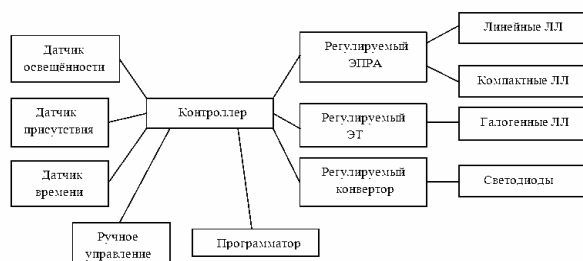 Датчик
освещённости
Датчик
присутствия
Датчик
времени
Ручное
управление
Контроллер
Программатор
Регулируемый
ЭПРА
Регулируемый
ЭТ
Регулируемый
конвертор
Линейные ЛЛ
Компактные ЛЛ
Галогенные ЛЛ
Светодиоды